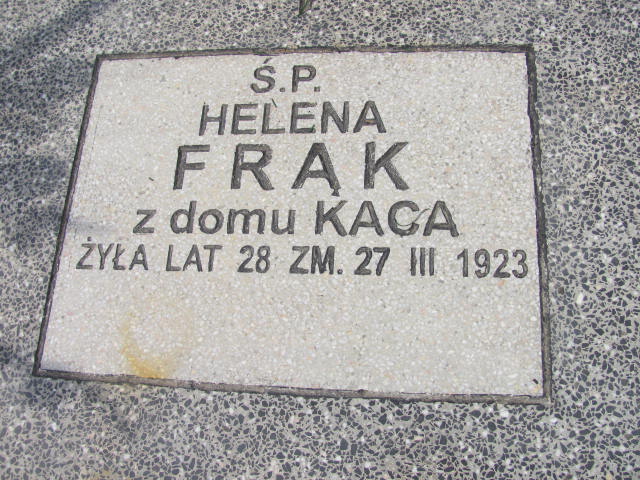 Ś.P.
HELENA
FRĄK
z domu KACA
ŻYŁA LAT 28 ZM. 27 III 1923